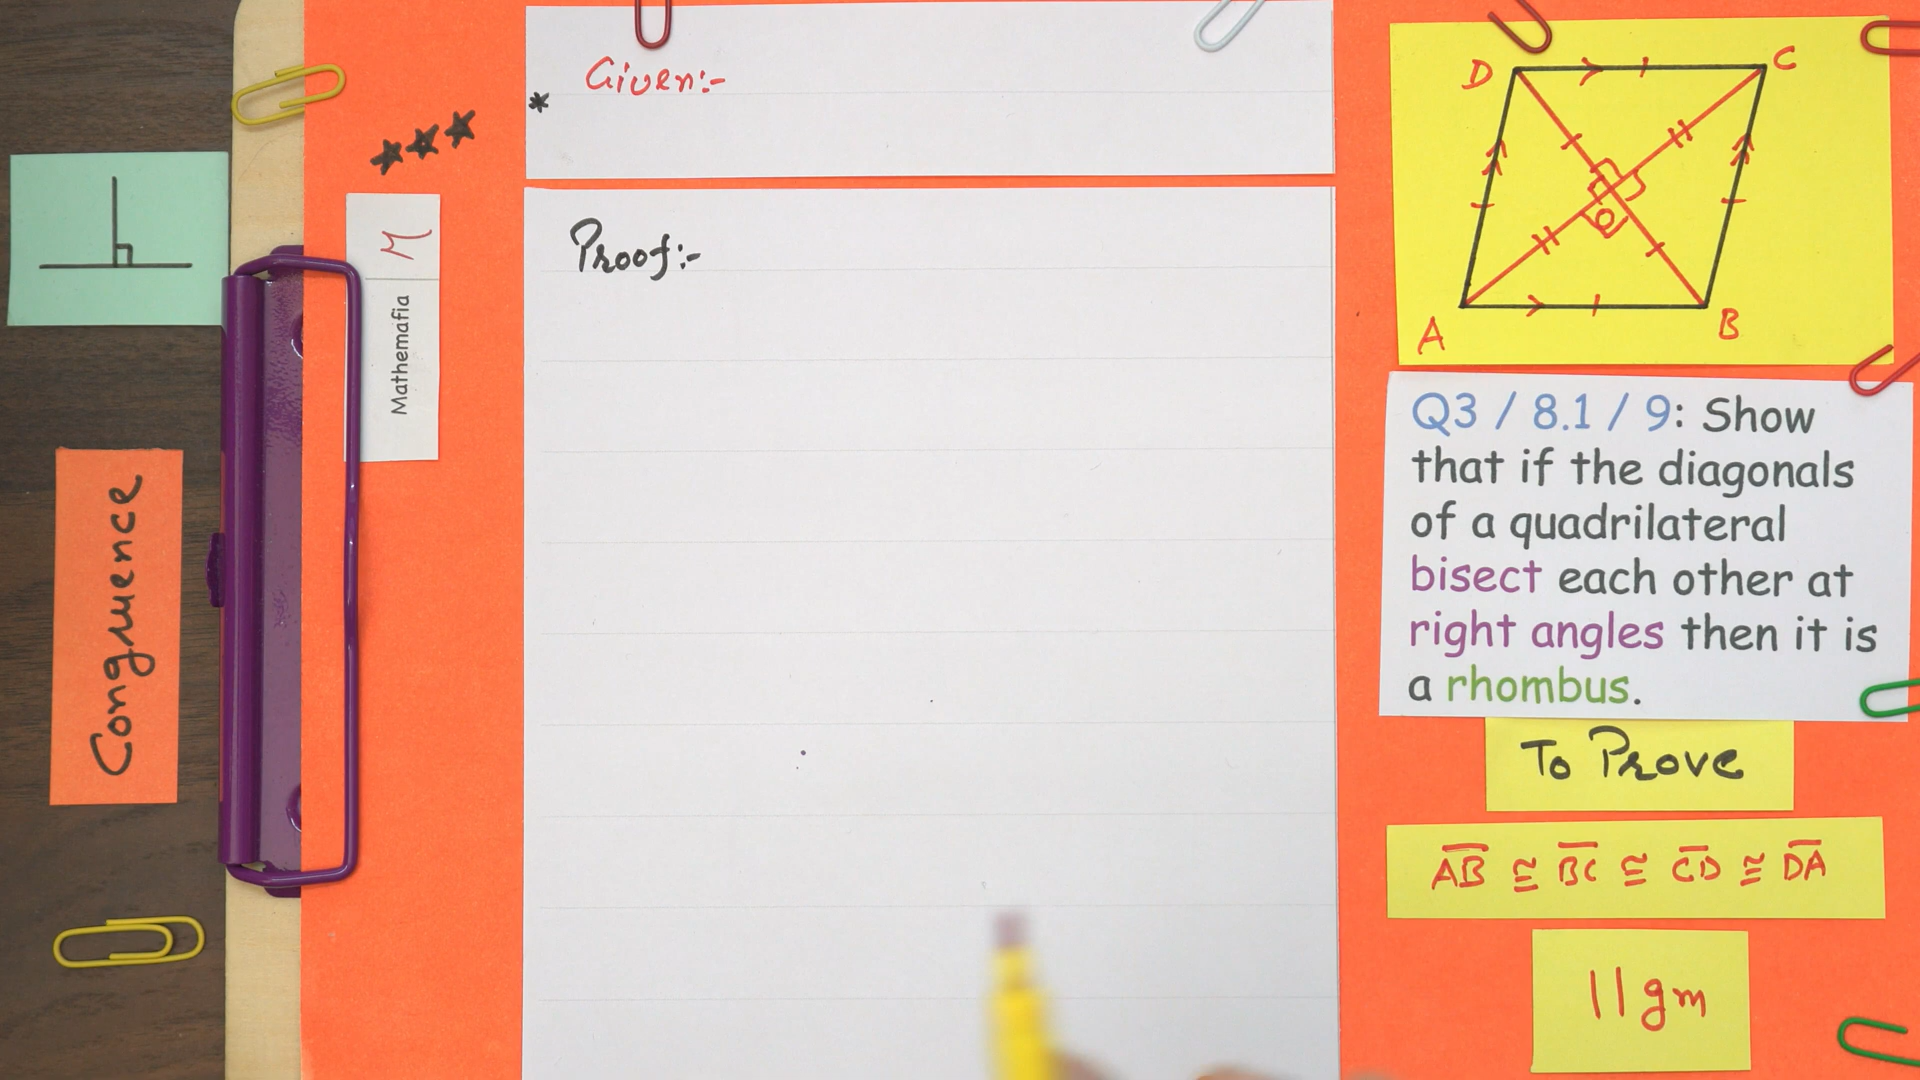 Given:-
*
Proof:-
M
Mathemafia
Congruence
D
C
O
A
B
Q3 / 8.1 / 9: Show
that if the diagonals
of a quadrilateral
bisect each other at
right angles then it is
a rhombus.
To Prove
AB ≅ BC ≅ CD ≅ DA
||gm